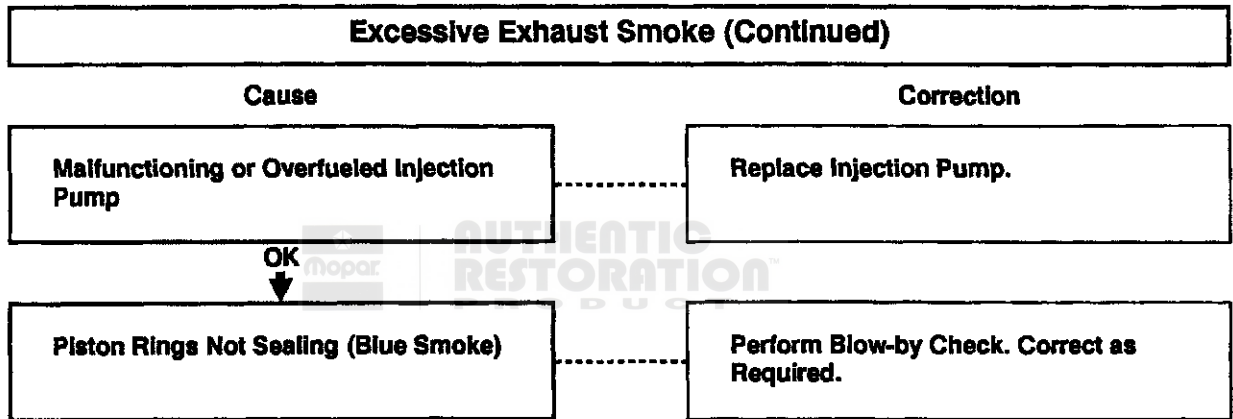 Excessive Exhaust Smoke (Continued)
Cause
Correction
Malfunctioning or Overfueled Injection
Pump
Replace Injection Pump.
OK
Mopar
AUTHENTIC
RESTORATION™
PRODUCT
Piston Rings Not Sealing (Blue Smoke)
Perform Blow-by Check. Correct as
Required.